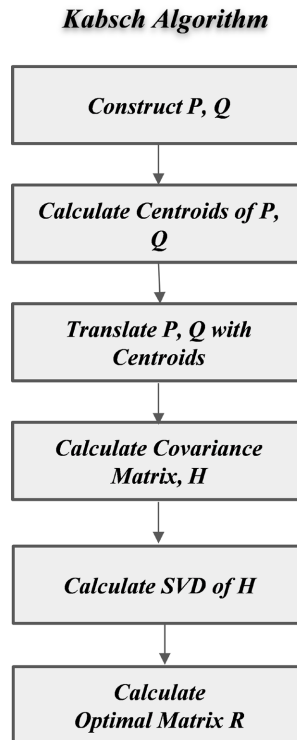 Kabsch Algorithm
Construct P, Q
Calculate Centroids of P,
Q
Translate P, Q with
Centroids
Calculate Covariance
Matrix, H
Calculate SVD of H
Calculate
Optimal Matrix R